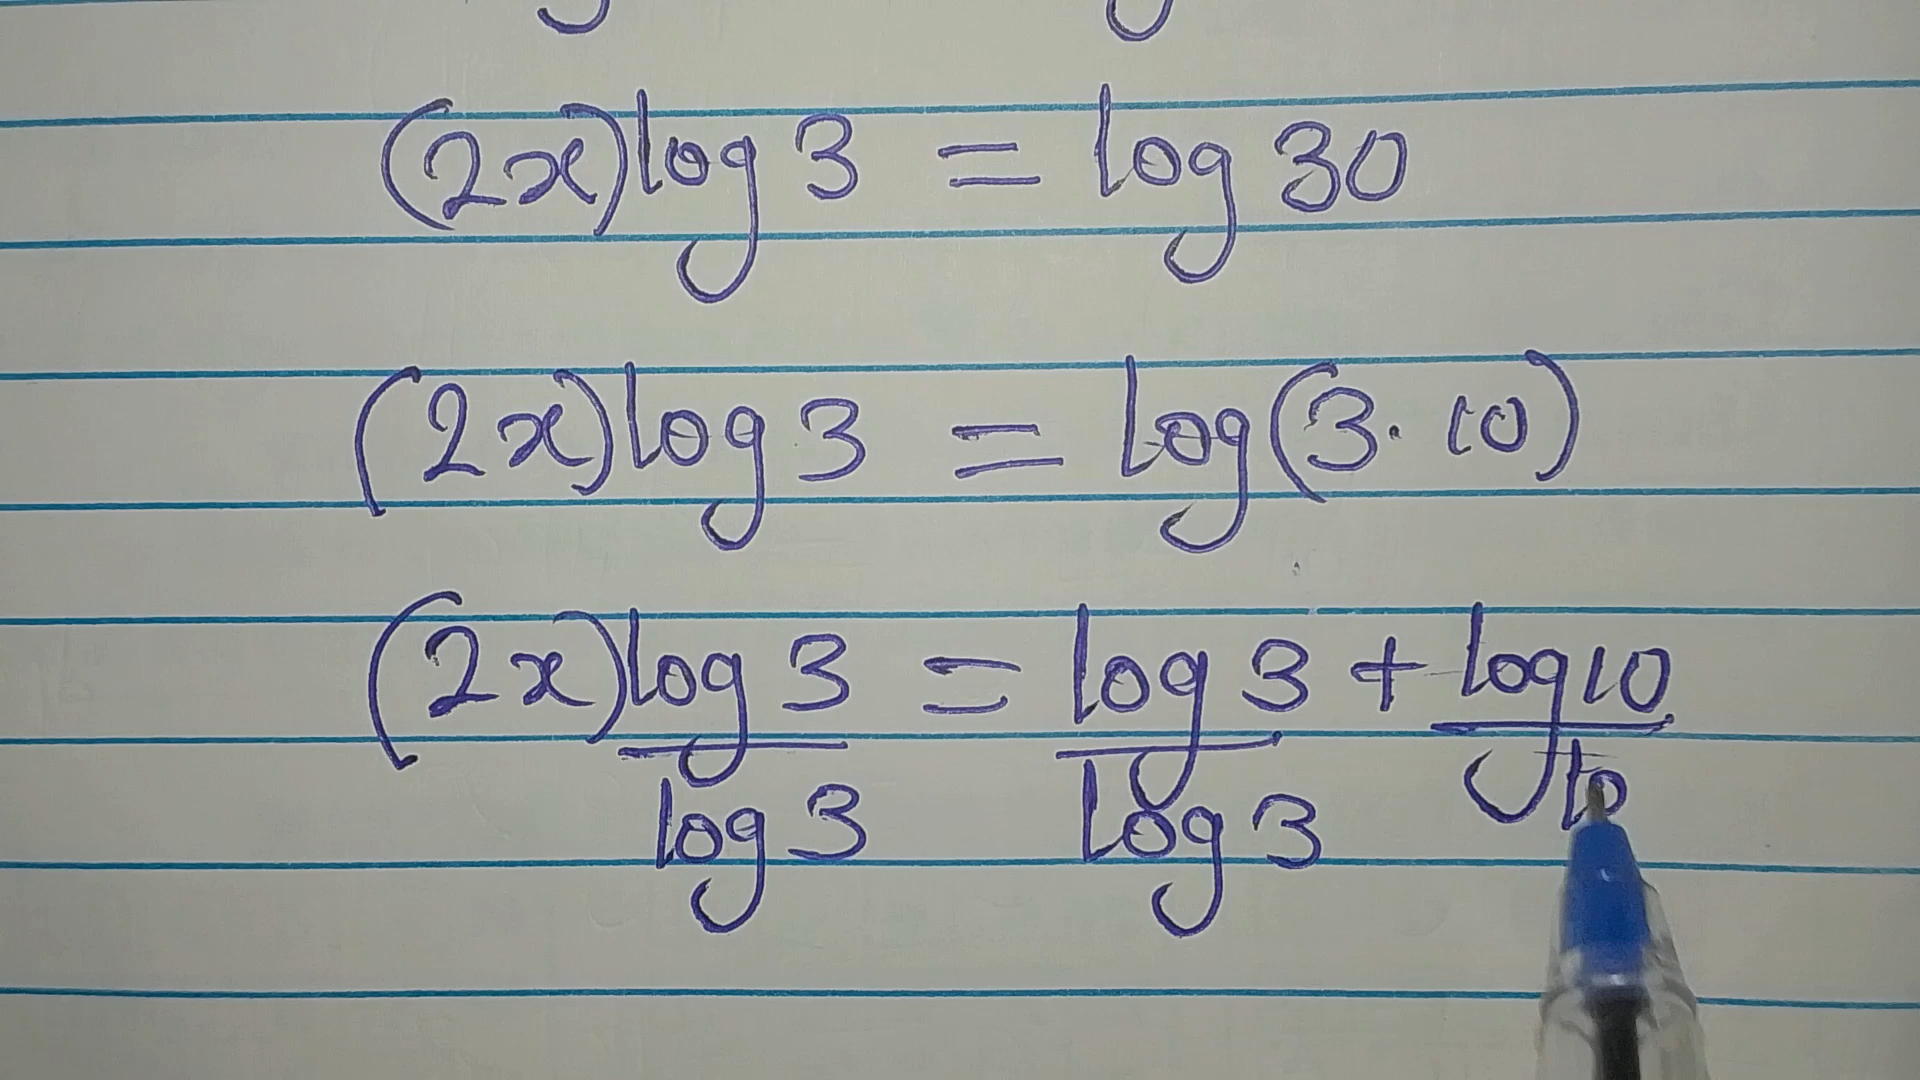 (2x)log 3 = log 30
(2x)log 3 = log(3 · 10)
(2x)log 3 = log 3 + log 10
log 3 log 3 lo